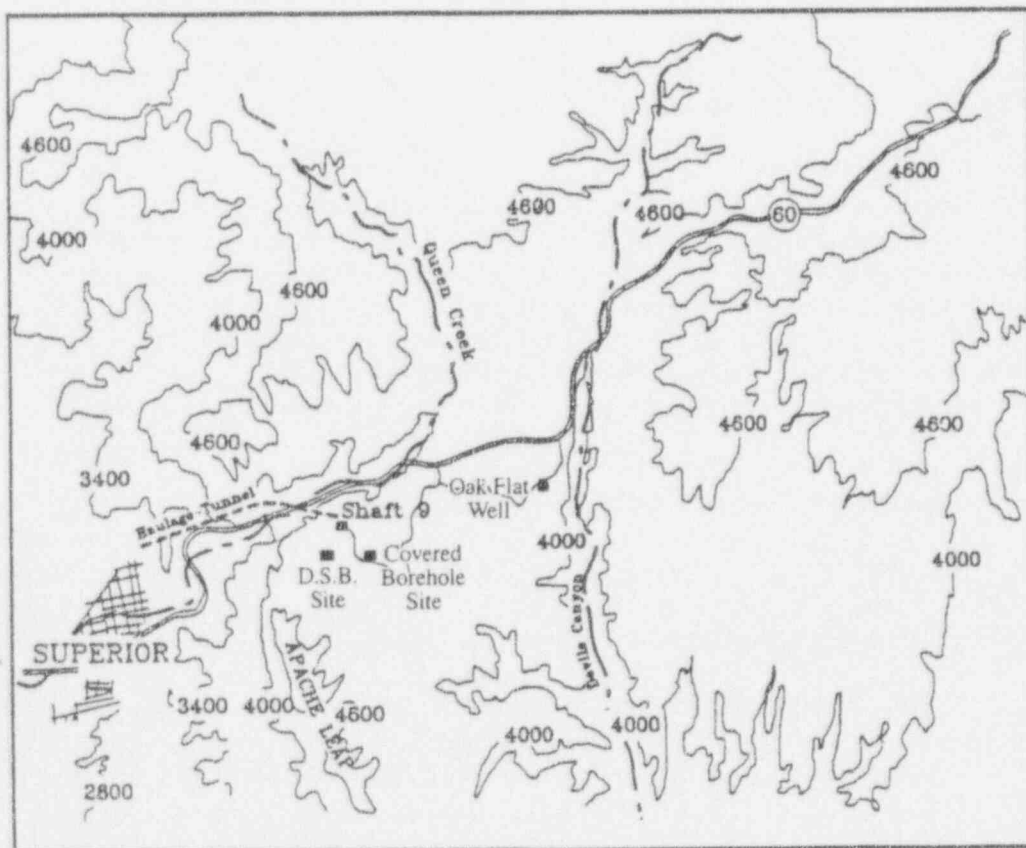 4600
4600
60
4600
4600
4000
Queen Creek
4600
4000
4600
4600
4600
3400
Haulage Tunnel
Shaft 9
Oak Flat
Well
4000
4000
D.S.B.
Site
Covered
Borehole
Site
Devils Canyon
SUPERIOR
APACHE LEAP
3400
4000
4600
4000
4000
4000
2800